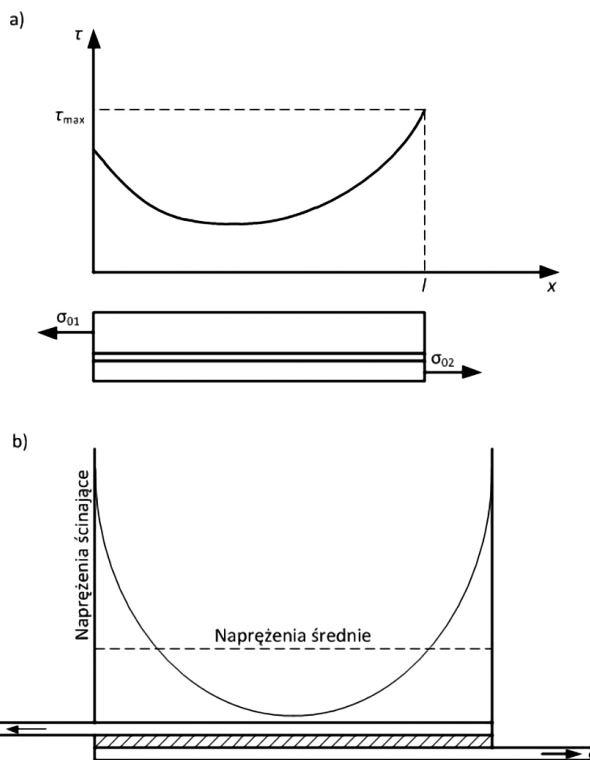 a)
τ
τmax
l
x
σ01
σ02
b)
Naprężenia ścinające
Naprężenia średnie